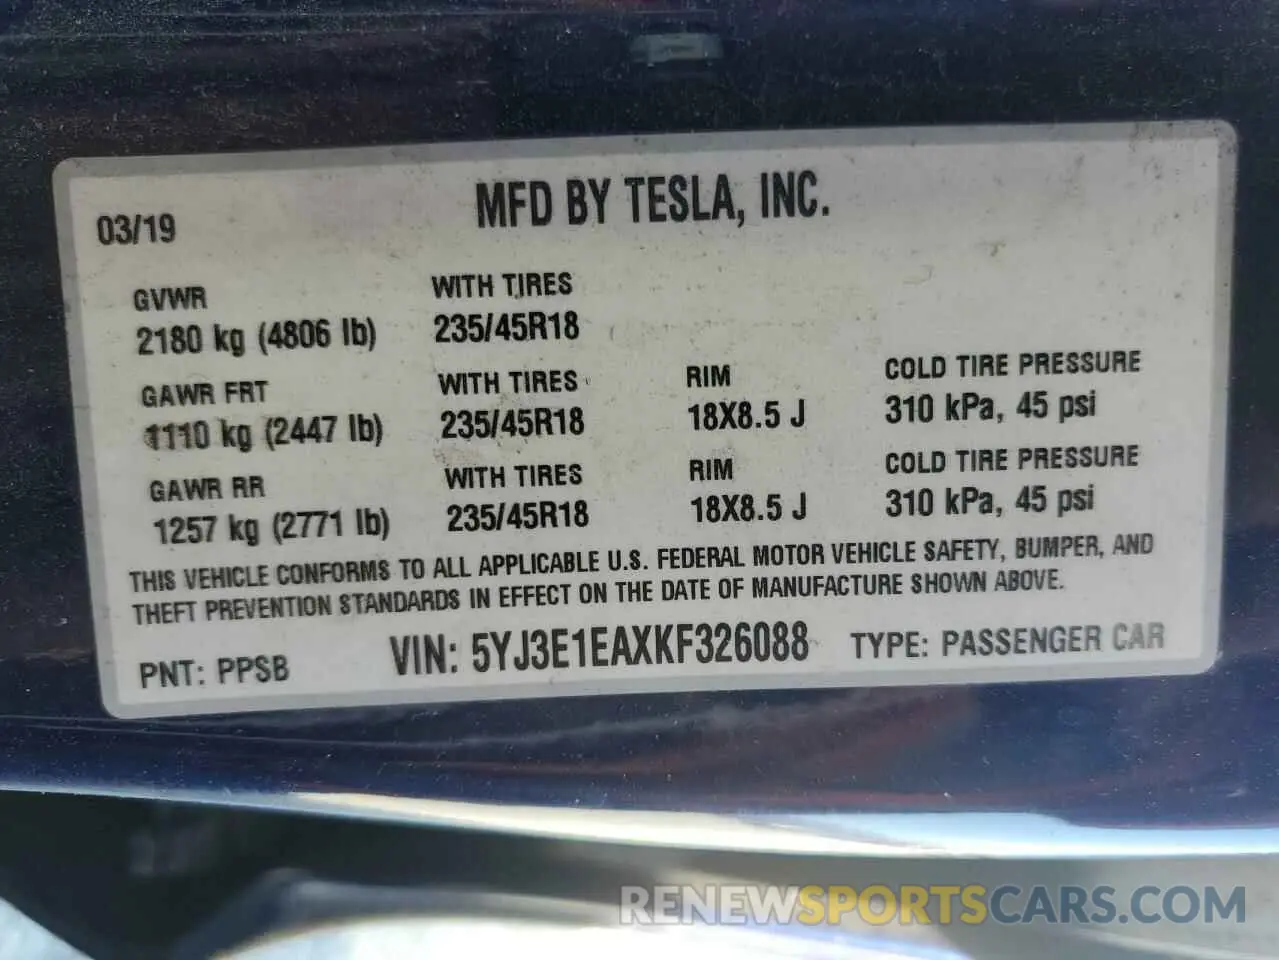 MFD BY TESLA, INC.
03/19
GVWR WITH TIRES
2180 kg (4806 lb) 235/45R18
GAWR FRT WITH TIRES RIM COLD TIRE PRESSURE
1110 kg (2447 lb) 235/45R18 18X8.5 J 310 kPa, 45 psi
GAWR RR WITH TIRES RIM COLD TIRE PRESSURE
1257 kg (2771 lb) 235/45R18 18X8.5 J 310 kPa, 45 psi
THIS VEHICLE CONFORMS TO ALL APPLICABLE U.S. FEDERAL MOTOR VEHICLE SAFETY, BUMPER, AND
THEFT PREVENTION STANDARDS IN EFFECT ON THE DATE OF MANUFACTURE SHOWN ABOVE.
PNT: PPSB VIN: 5YJ3E1EAXKF326088 TYPE: PASSENGER CAR
RENEWSPORTSCARS.COM